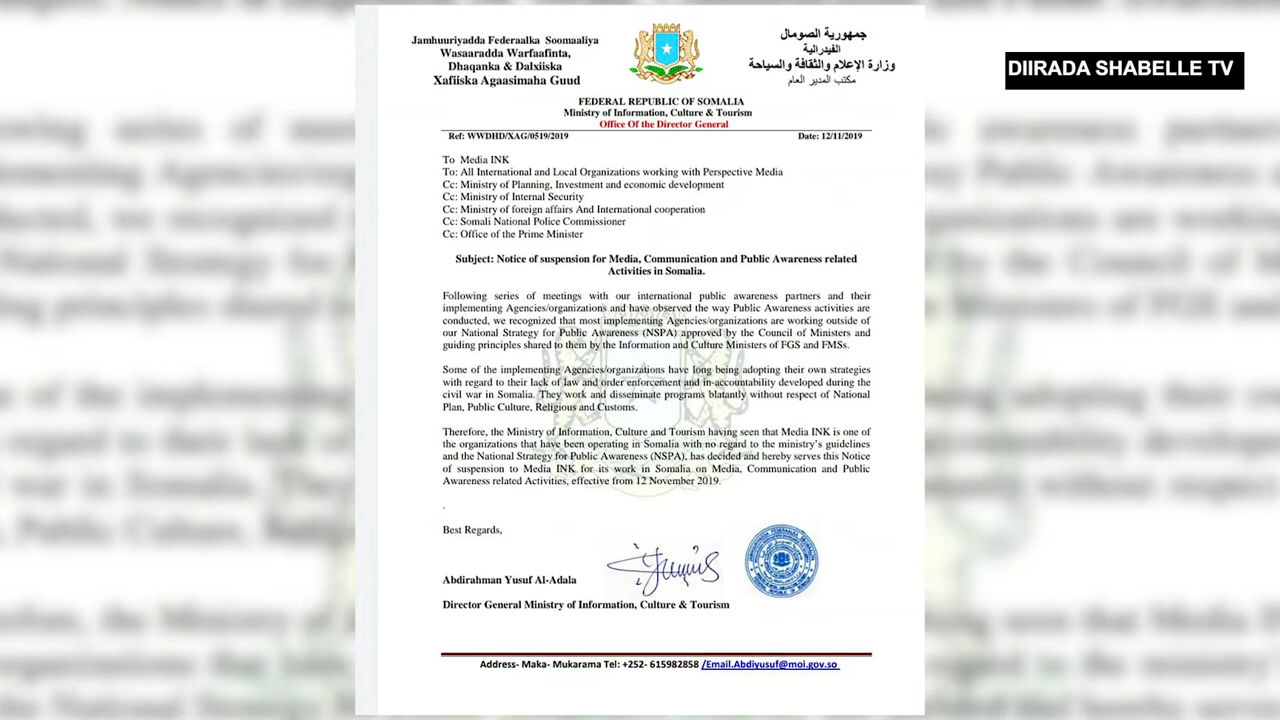 Jamhuuriyadda Federaalka Soomaaliya
Wasaaradda Warfaafinta,
Dhaqanka & Dalxiiska
Xafiiska Agaasimaha Guud
جمهورية الصومال
الفيدرالية
وزارة الإعلام والثقافة والسياحة
مكتب المدير العام
DIIRADA SHABELLE TV
FEDERAL REPUBLIC OF SOMALIA
Ministry of Information, Culture & Tourism
Office Of the Director General
Ref: WWDHD/XAG/0519/2019 Date: 12/11/2019
To Media INK
To: All International and Local Organizations working with Perspective Media
Cc: Ministry of Planning, Investment and economic development
Cc: Ministry of Internal Security
Cc: Ministry of foreign affairs And International cooperation
Cc: Somali National Police Commissioner
Cc: Office of the Prime Minister
Subject: Notice of suspension for Media, Communication and Public Awareness related
Activities in Somalia.
Following series of meetings with our international public awareness partners and their
implementing Agencies/organizations and have observed the way Public Awareness activities are
conducted, we recognized that most implementing Agencies/organizations are working outside of
our National Strategy for Public Awareness (NSPA) approved by the Council of Ministers and
guiding principles shared to them by the Information and Culture Ministers of FGS and FMSs.
Some of the implementing Agencies/organizations have long being adopting their own strategies
with regard to their lack of law and order enforcement and in-accountability developed during the
civil war in Somalia. They work and disseminate programs blatantly without respect of National
Plan, Public Culture, Religious and Customs.
Therefore, the Ministry of Information, Culture and Tourism having seen that Media INK is one of
the organizations that have been operating in Somalia with no regard to the ministry's guidelines
and the National Strategy for Public Awareness (NSPA), has decided and hereby serves this Notice
of suspension to Media INK for its work in Somalia on Media, Communication and Public
Awareness related Activities, effective from 12 November 2019.
.
Best Regards,
Abdirahman Yusuf Al-Adala
Director General Ministry of Information, Culture & Tourism
Address- Maka- Mukarama Tel: +252- 615982858 /Email.Abdiyusuf@moi.gov.so